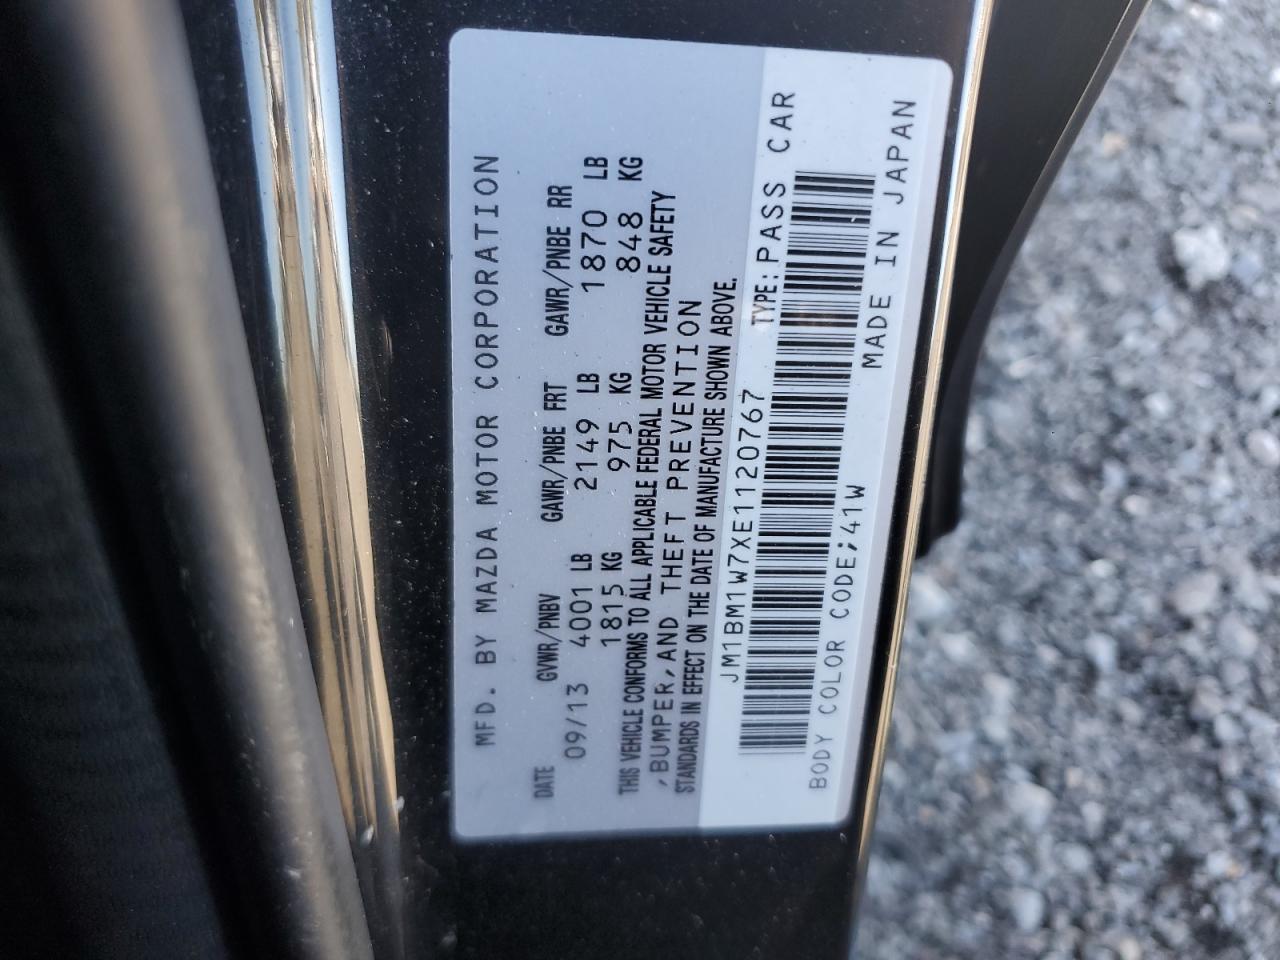 MFD. BY MAZDA MOTOR CORPORATION
DATE GVWR/PNBV GAWR/PNBE FRT GAWR/PNBE RR
09/13 4001 LB 2149 LB 1870 LB
1815 KG 975 KG 848 KG
THIS VEHICLE CONFORMS TO ALL APPLICABLE FEDERAL MOTOR VEHICLE SAFETY
,BUMPER, AND THEFT PREVENTION
STANDARDS IN EFFECT ON THE DATE OF MANUFACTURE SHOWN ABOVE.
JM1BM1W7XE1120767 TYPE: PASS CAR
BODY COLOR CODE;41W MADE IN JAPAN